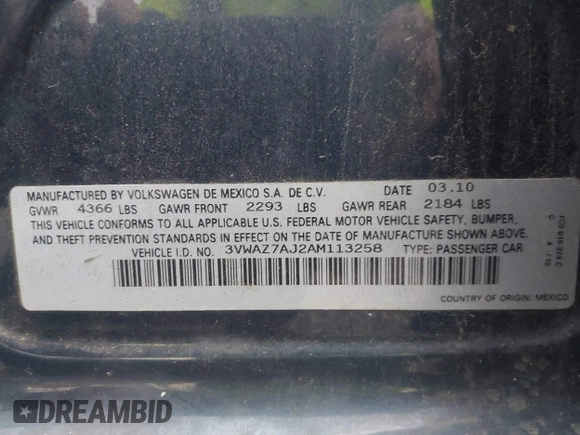 MANUFACTURED BY VOLKSWAGEN DE MEXICO S.A. DE C.V. DATE 03.10
GVWR 4366 LBS GAWR FRONT 2293 LBS GAWR REAR 2184 LBS
THIS VEHICLE CONFORMS TO ALL APPLICABLE U.S. FEDERAL MOTOR VEHICLE SAFETY, BUMPER,
AND THEFT PREVENTION STANDARDS IN EFFECT ON THE DATE OF MANUFACTURE SHOWN ABOVE.
VEHICLE I.D. NO. 3VWAZ7AJ2AM113258 TYPE: PASSENGER CAR
COUNTRY OF ORIGIN: MEXICO
DREAMBID